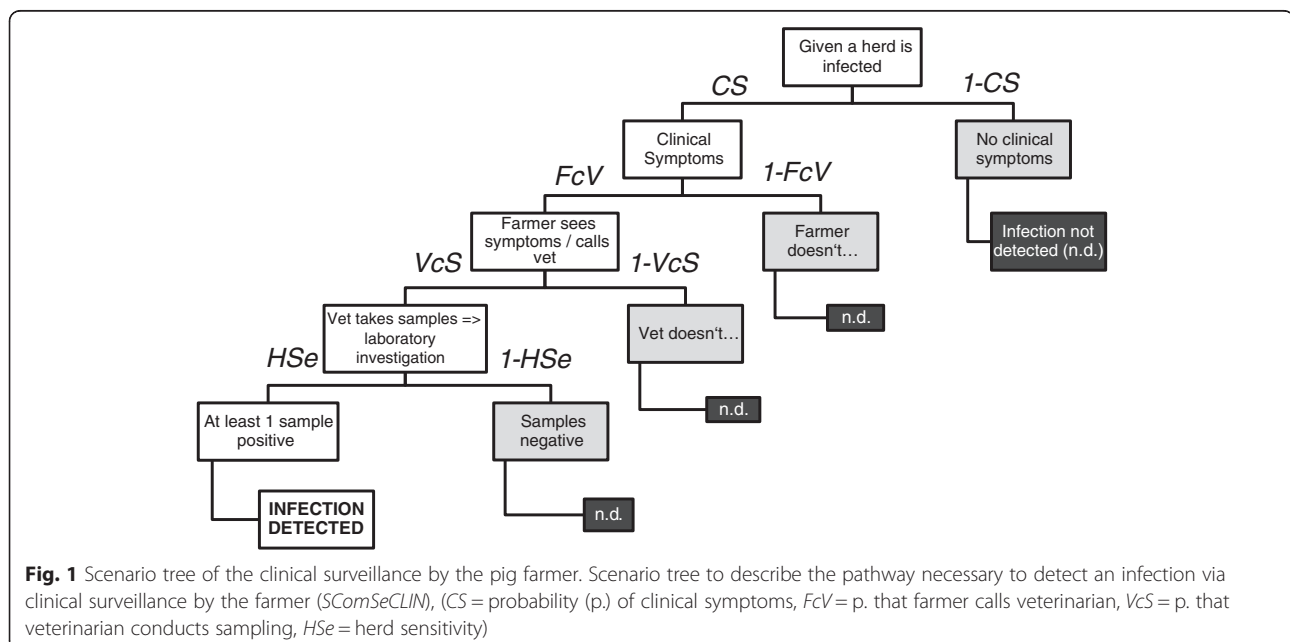 Given a herd is
infected
CS
1-CS
Clinical
Symptoms
No clinical
symptoms
FcV
1-FcV
Farmer sees
symptoms / calls
vet
Farmer
doesn‘t…
Infection not
detected (n.d.)
VcS
1-VcS
Vet takes samples =>
laboratory
investigation
Vet doesn‘t…
n.d.
HSe
1-HSe
At least 1 sample
positive
Samples
negative
n.d.
INFECTION
DETECTED
n.d.
Fig. 1 Scenario tree of the clinical surveillance by the pig farmer. Scenario tree to describe the pathway necessary to detect an infection via
clinical surveillance by the farmer (SComSeCLIN), (CS = probability (p.) of clinical symptoms, FcV = p. that farmer calls veterinarian, VcS = p. that
veterinarian conducts sampling, HSe = herd sensitivity)